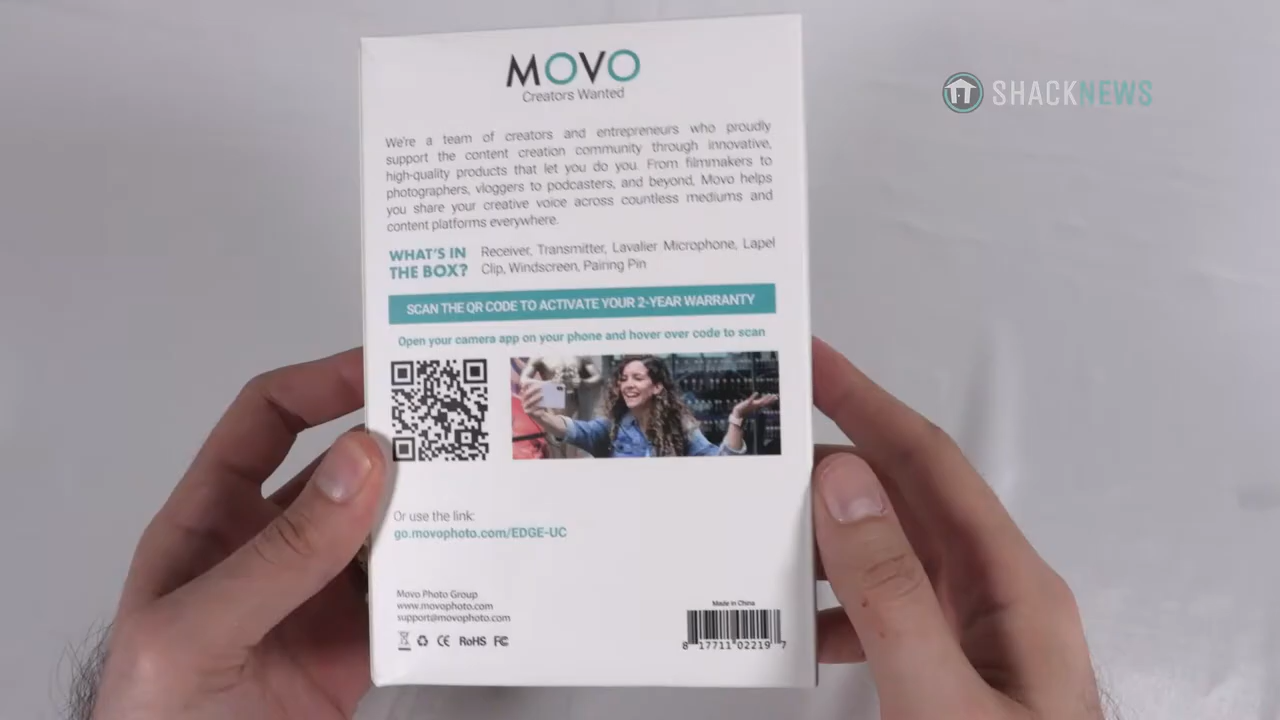 MOVO
Creators Wanted
SHACKNEWS
We're a team of creators and entrepreneurs who proudly
support the content creation community through innovative,
high-quality products that let you do you. From filmmakers to
photographers, vloggers to podcasters, and beyond, Movo helps
you share your creative voice across countless mediums and
content platforms everywhere.
WHAT'S IN
THE BOX?
Receiver, Transmitter, Lavalier Microphone, Lapel
Clip, Windscreen, Pairing Pin
SCAN THE QR CODE TO ACTIVATE YOUR 2-YEAR WARRANTY
Open your camera app on your phone and hover over code to scan
Or use the link:
go.movophoto.com/EDGE-UC
Movo Photo Group
www.movophoto.com
support@movophoto.com
CE RoHS FC
Made in China
8 17711 02219 7